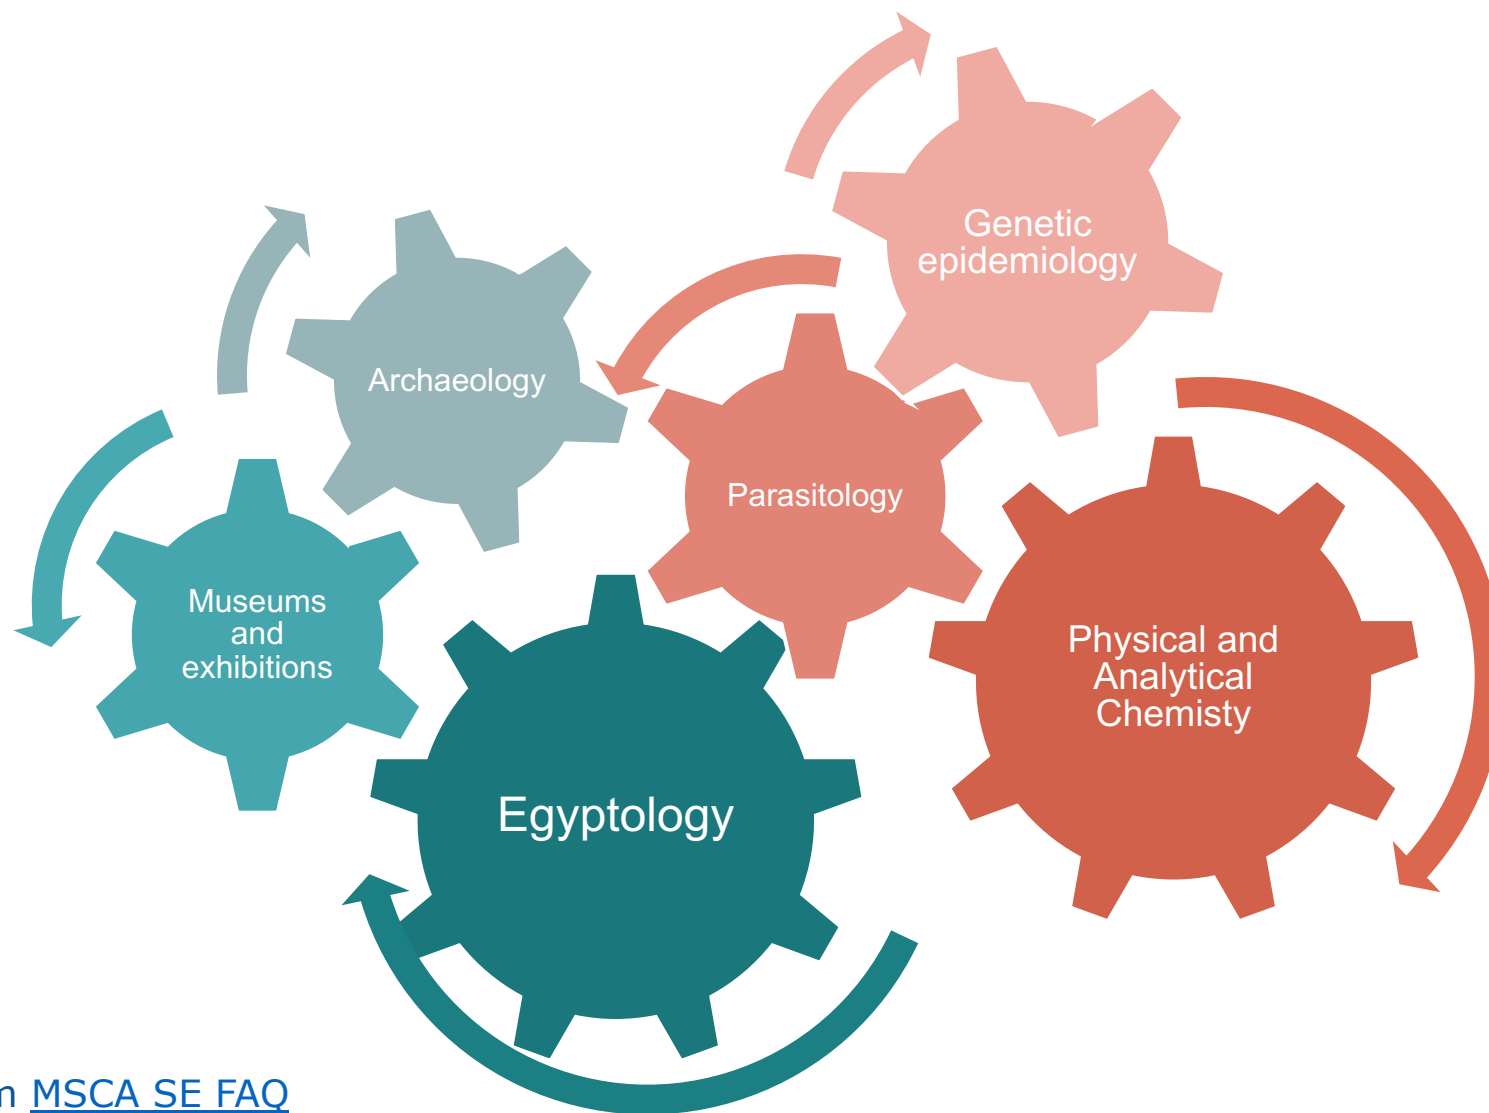 Genetic
epidemiology
Archaeology
Parasitology
Museums
and
exhibitions
Physical and
Analytical
Chemisty
Egyptology
MSCA SE FAQ